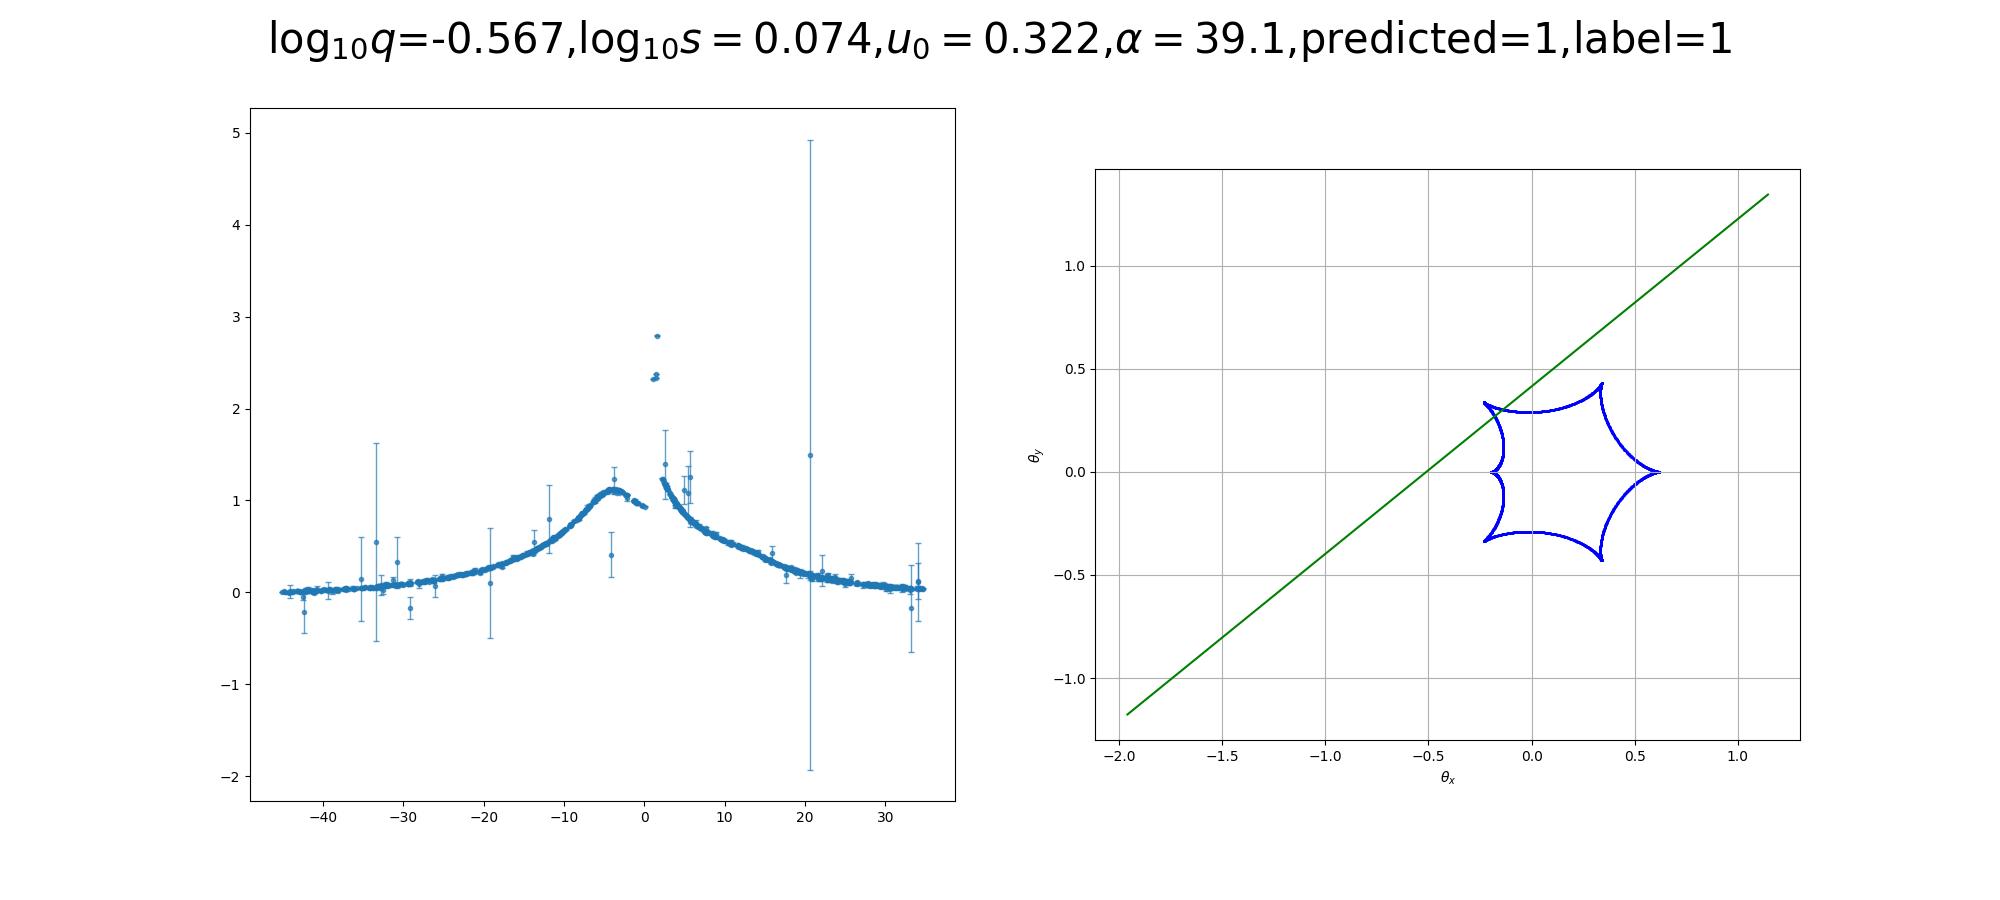 log₁₀q=-0.567,log₁₀s = 0.074,u₀ = 0.322,α = 39.1,predicted=1,label=1
5
4
3
2
1
0
−1
−2
−40 −30 −20 −10 0 10 20 30
1.0
0.5
0.0
−0.5
−1.0
θy
−2.0 −1.5 −1.0 −0.5 0.0 0.5 1.0
θx